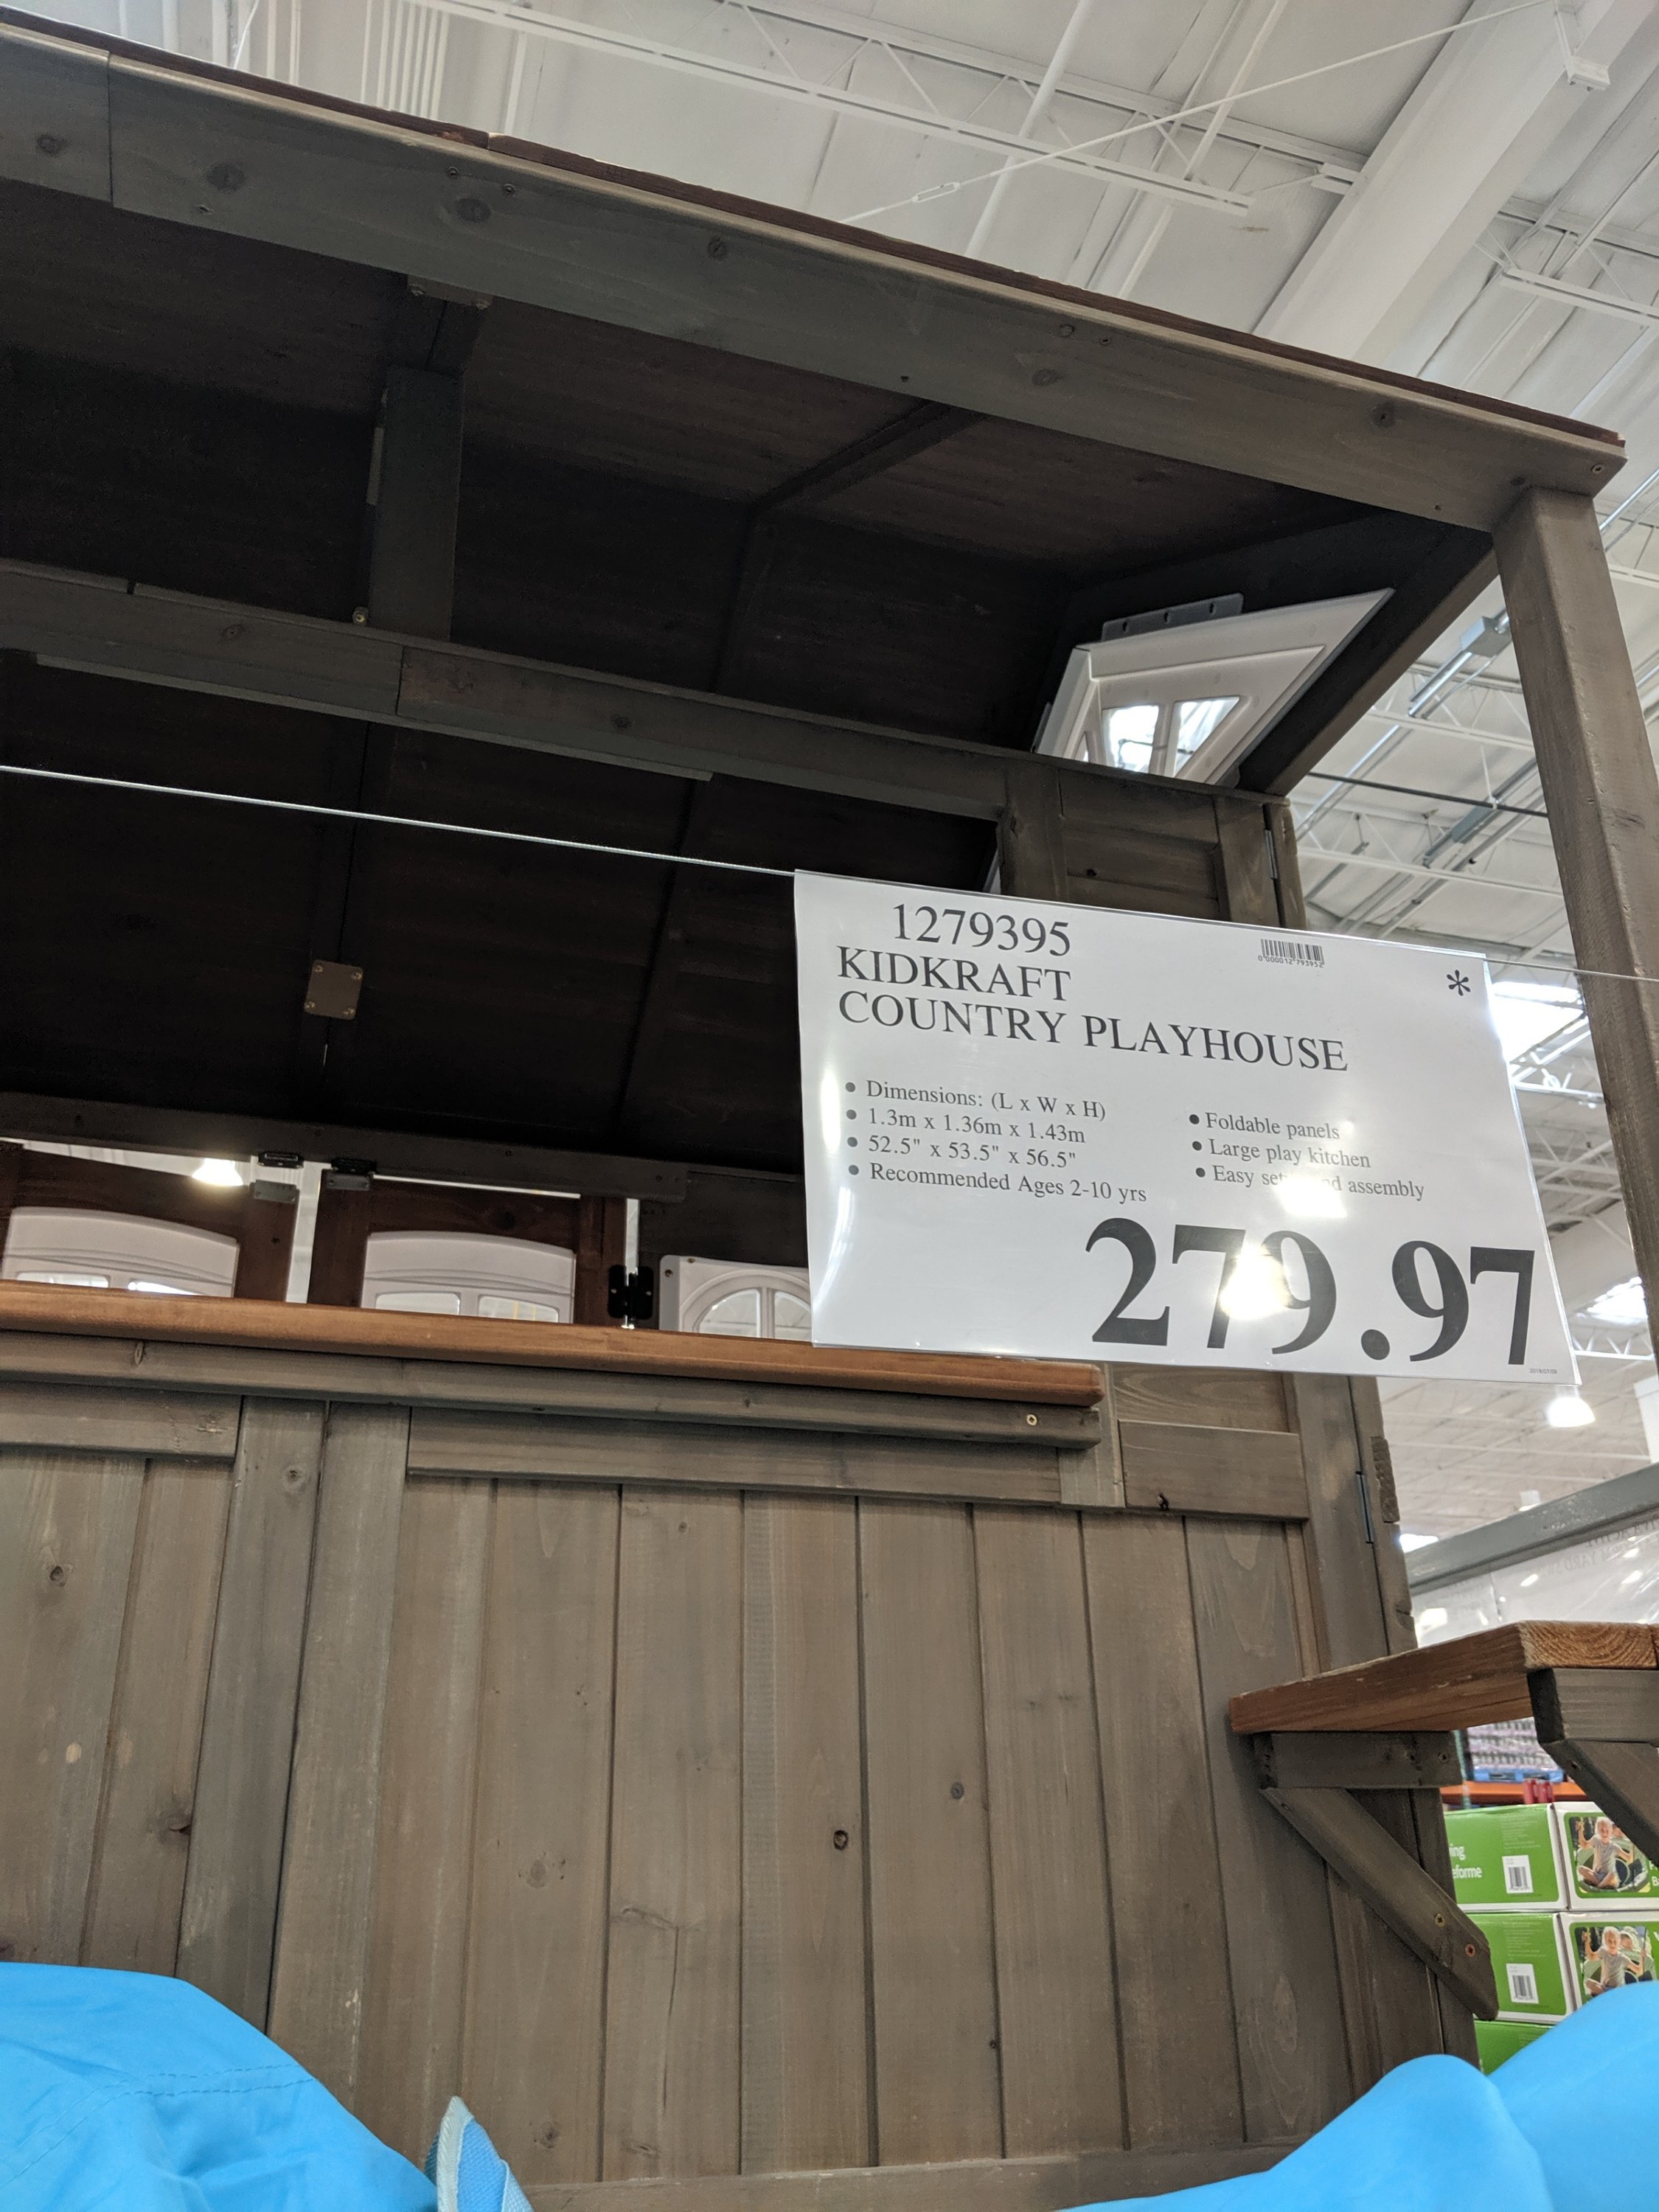 1279395
KIDKRAFT
COUNTRY PLAYHOUSE
*
• Dimensions: (L x W x H)
• 1.3m x 1.36m x 1.43m
• 52.5" x 53.5" x 56.5"
• Recommended Ages 2-10 yrs
• Foldable panels
• Large play kitchen
• Easy assembly
279.97